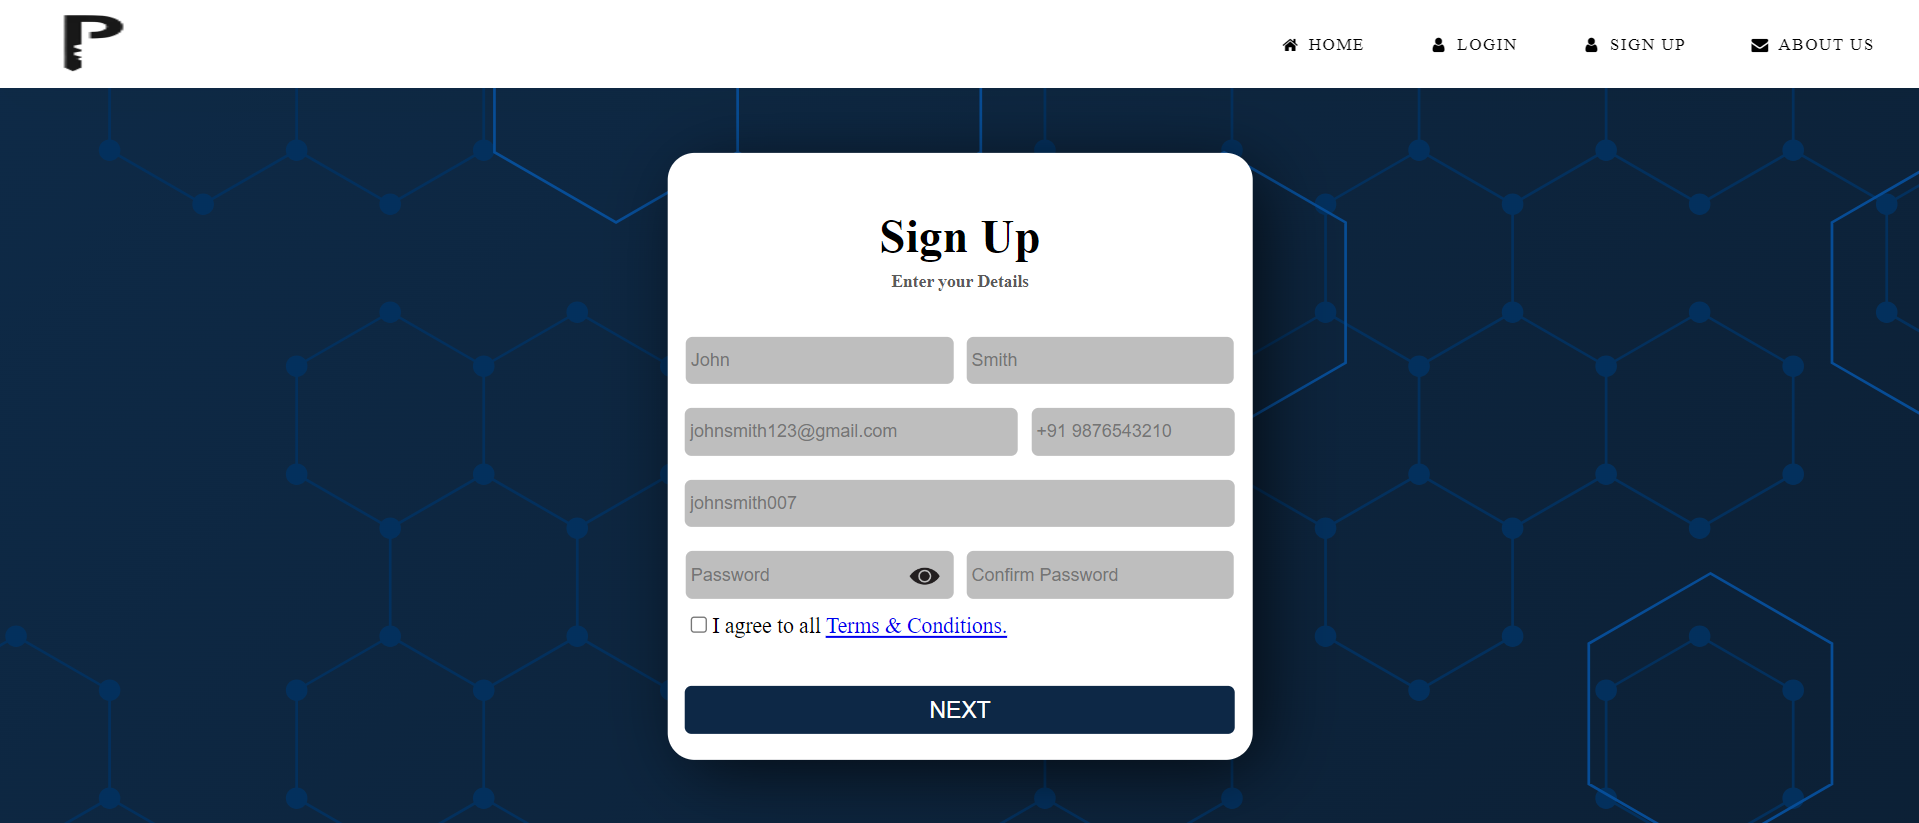 P
HOME LOGIN SIGN UP ABOUT US
Sign Up
Enter your Details
John Smith
johnsmith123@gmail.com +91 9876543210
johnsmith007
Password Confirm Password
I agree to all Terms & Conditions.
NEXT